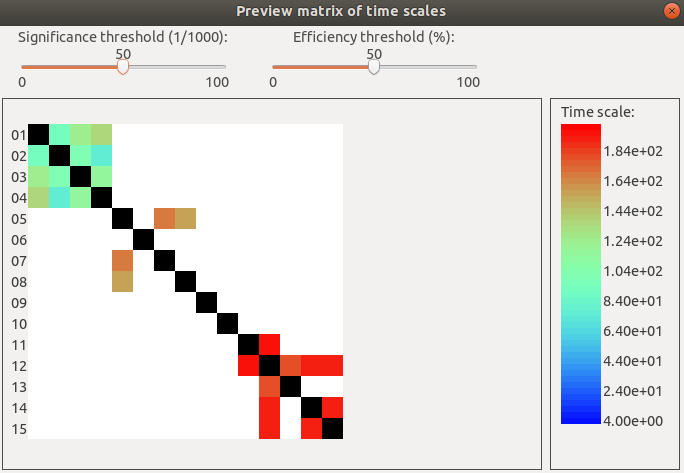 Preview matrix of time scales
Significance threshold (1/1000):
Efficiency threshold (%):
50
50
0
100
0
100
Time scale:
01
02
03
04
05
06
07
08
09
10
11
12
13
14
15
1.84e+02
1.64e+02
1.44e+02
1.24e+02
1.04e+02
8.40e+01
6.40e+01
4.40e+01
2.40e+01
4.00e+00